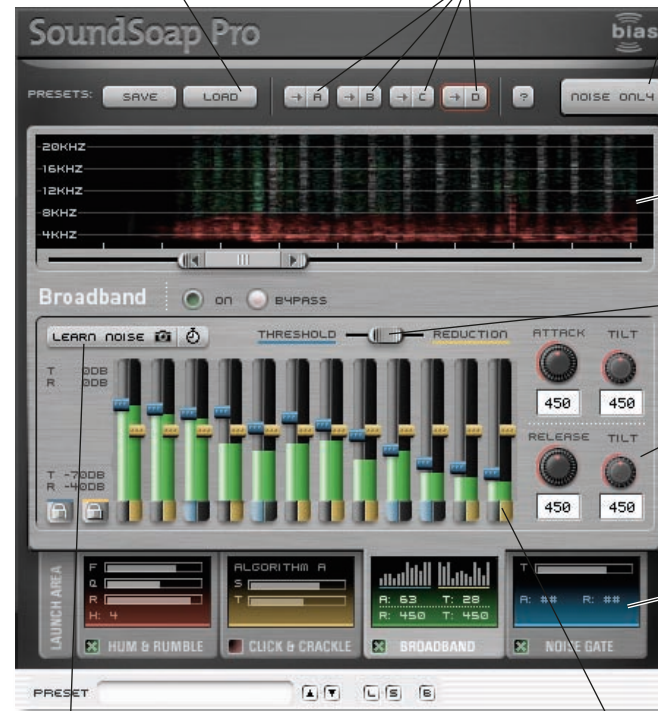 SoundSoap Pro
bias
PRESETS: SAVE LOAD → A → B → C → D ? NOISE ONLY
20KHZ
16KHZ
12KHZ
8KHZ
4KHZ
Broadband ON BYPASS
LEARN NOISE THRESHOLD REDUCTION ATTACK TILT
T 0DB
R 0DB
450 450
RELEASE TILT
T -70DB
R -40DB
450 450
LAUNCH AREA
F
Q
R
H: 4
HUM & RUMBLE
ALGORITHM A
S
T
CLICK & CRACKLE
A: 63 T: 28
R: 450 T: 450
BROADBAND
T
A: ## R: ##
NOISE GATE
PRESET L S B